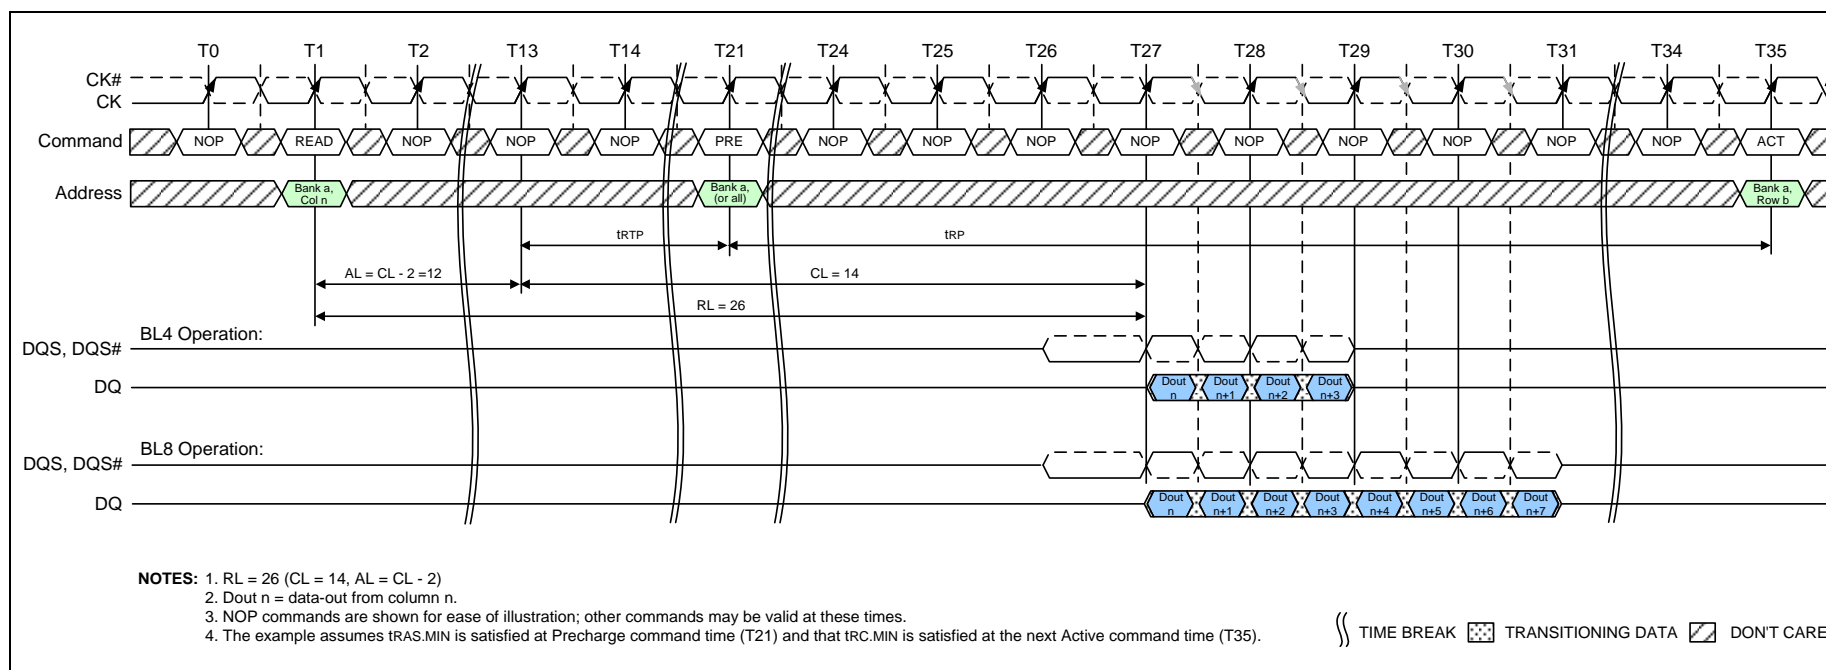 T0 T1 T2 T13 T14 T21 T24 T25 T26 T27 T28 T29 T30 T31 T34 T35
CK#
CK
Command NOP READ NOP NOP NOP PRE NOP NOP NOP NOP NOP NOP NOP NOP NOP ACT
Address Bank a, Col n Bank a, (or all) Bank a, Row b
tRTP tRP
AL = CL - 2 =12 CL = 14
RL = 26
BL4 Operation:
DQS, DQS#
DQ Dout n Dout n+1 Dout n+2 Dout n+3
BL8 Operation:
DQS, DQS#
DQ Dout n Dout n+1 Dout n+2 Dout n+3 Dout n+4 Dout n+5 Dout n+6 Dout n+7
NOTES: 1. RL = 26 (CL = 14, AL = CL - 2)
2. Dout n = data-out from column n.
3. NOP commands are shown for ease of illustration; other commands may be valid at these times.
4. The example assumes tRAS.MIN is satisfied at Precharge command time (T21) and that tRC.MIN is satisfied at the next Active command time (T35).
TIME BREAK TRANSITIONING DATA DON'T CARE